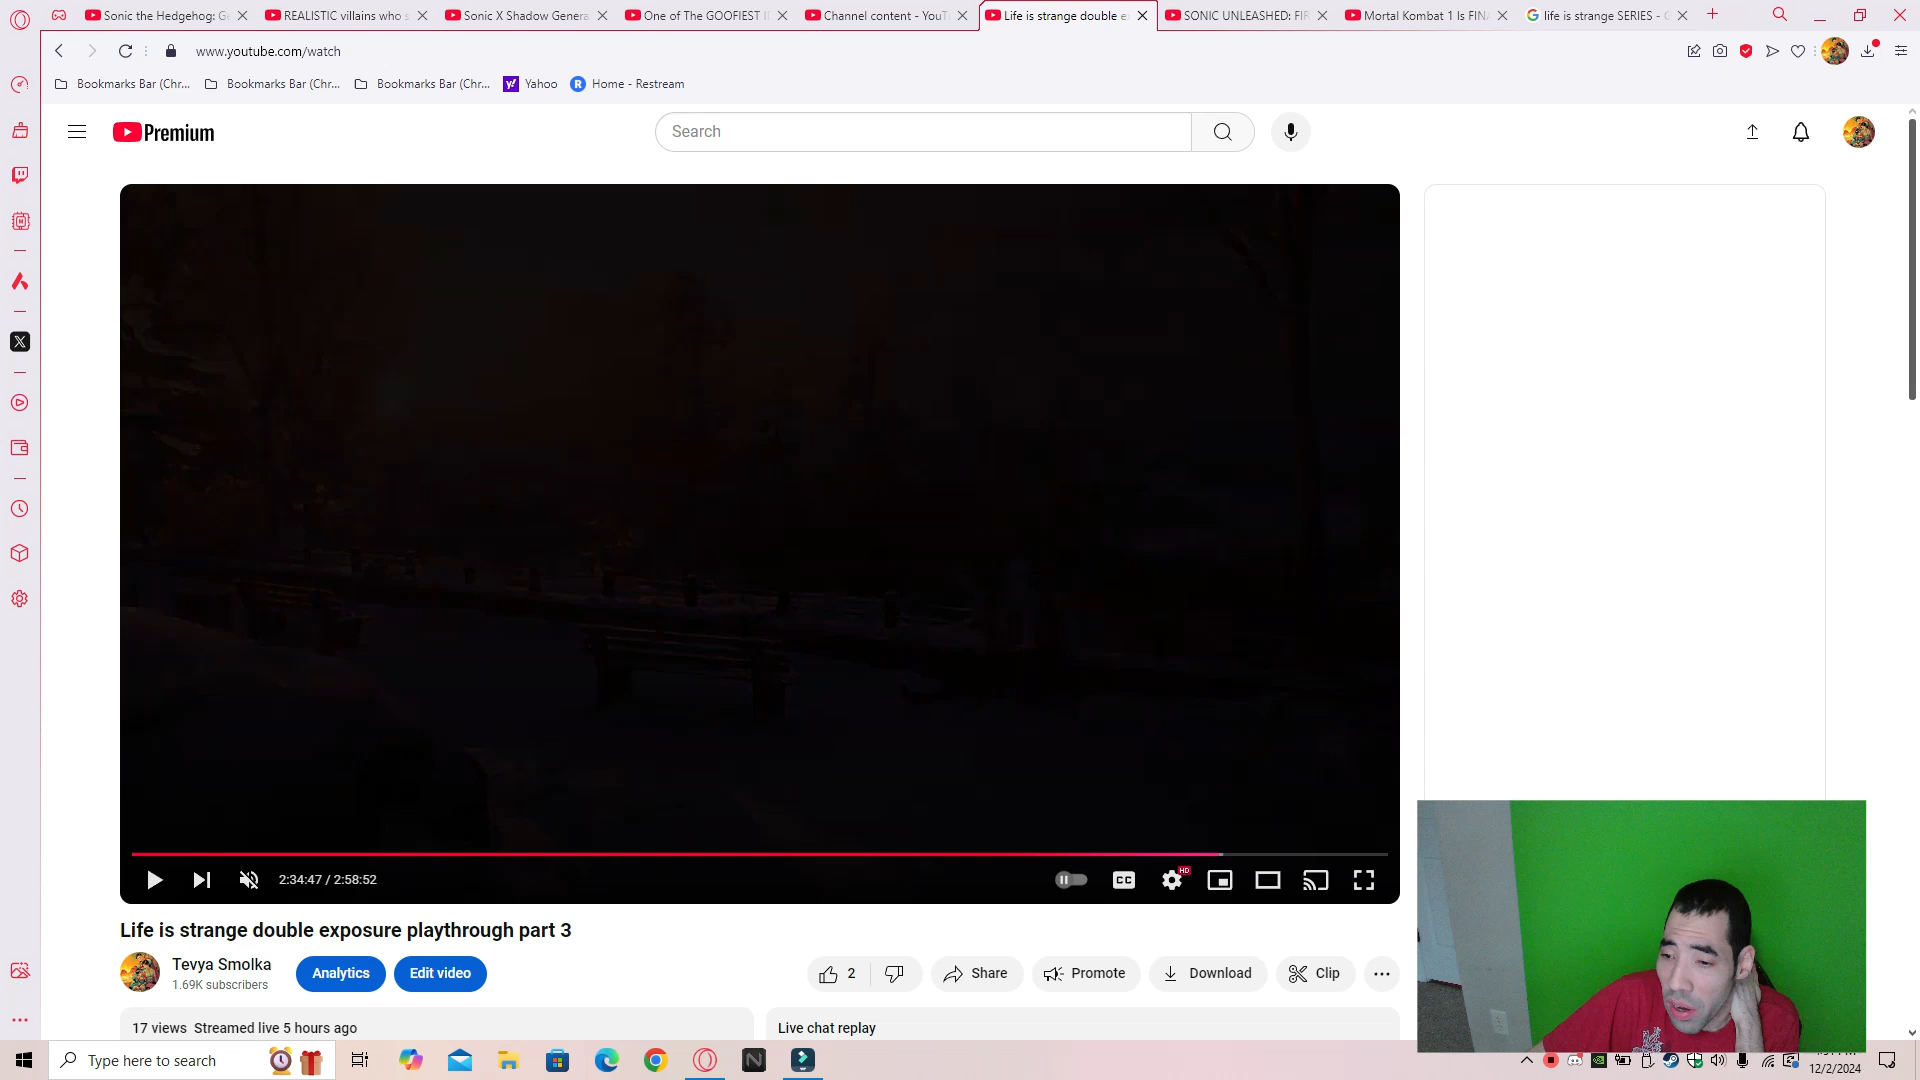 Sonic the Hedgehog: Ge
REALISTIC villains who s
Sonic X Shadow Genera
One of The GOOFIEST
Channel content - YouT
Life is strange double e
SONIC UNLEASHED: FIR
Mortal Kombat 1 Is FINA
life is strange SERIES - G
www.youtube.com/watch
Bookmarks Bar (Chr...
Bookmarks Bar (Chr...
Bookmarks Bar (Chr...
Yahoo
R Home - Restream
Premium
Search
2:34:47 / 2:58:52
CC
HD
Life is strange double exposure playthrough part 3
Tevya Smolka
1.69K subscribers
Analytics
Edit video
2
Share
Promote
Download
Clip
17 views Streamed live 5 hours ago
Live chat replay
Type here to search
12/2/2024